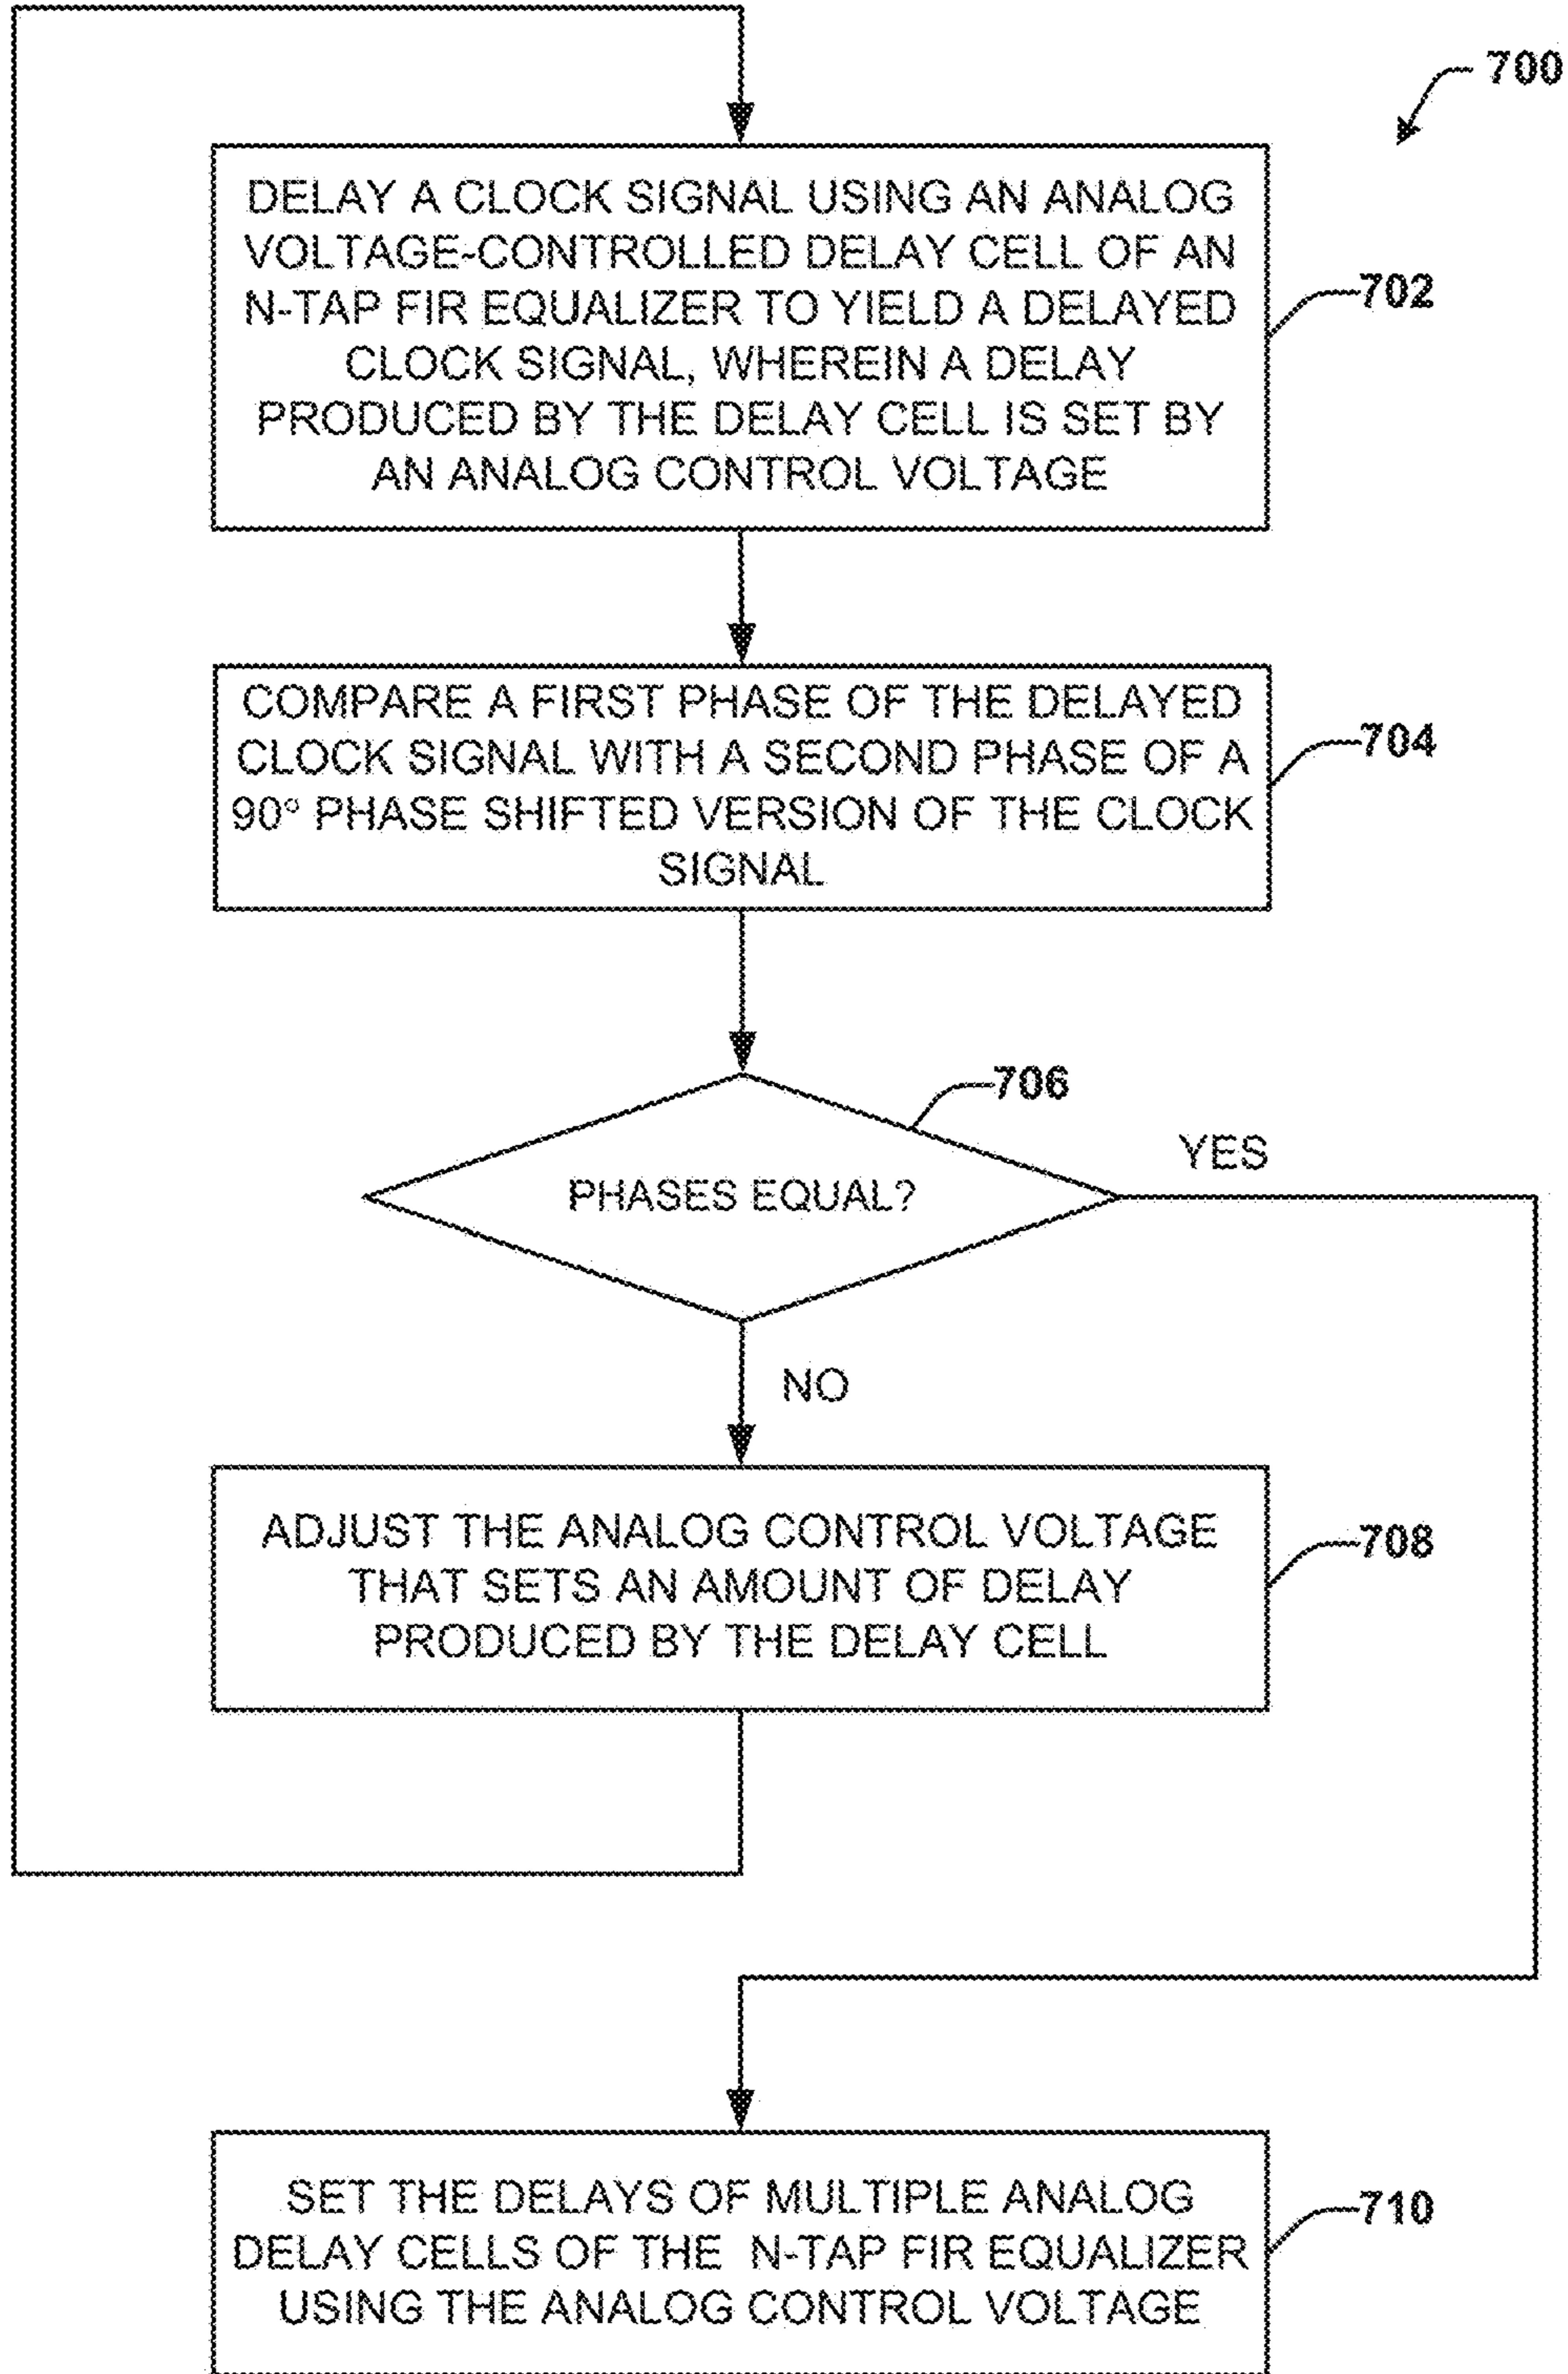 700
DELAY A CLOCK SIGNAL USING AN ANALOG
VOLTAGE-CONTROLLED DELAY CELL OF AN
N-TAP FIR EQUALIZER TO YIELD A DELAYED
CLOCK SIGNAL, WHEREIN A DELAY
PRODUCED BY THE DELAY CELL IS SET BY
AN ANALOG CONTROL VOLTAGE
702
COMPARE A FIRST PHASE OF THE DELAYED
CLOCK SIGNAL WITH A SECOND PHASE OF A
90° PHASE SHIFTED VERSION OF THE CLOCK
SIGNAL
704
706
PHASES EQUAL?
YES
NO
ADJUST THE ANALOG CONTROL VOLTAGE
THAT SETS AN AMOUNT OF DELAY
PRODUCED BY THE DELAY CELL
708
SET THE DELAYS OF MULTIPLE ANALOG
DELAY CELLS OF THE N-TAP FIR EQUALIZER
USING THE ANALOG CONTROL VOLTAGE
710